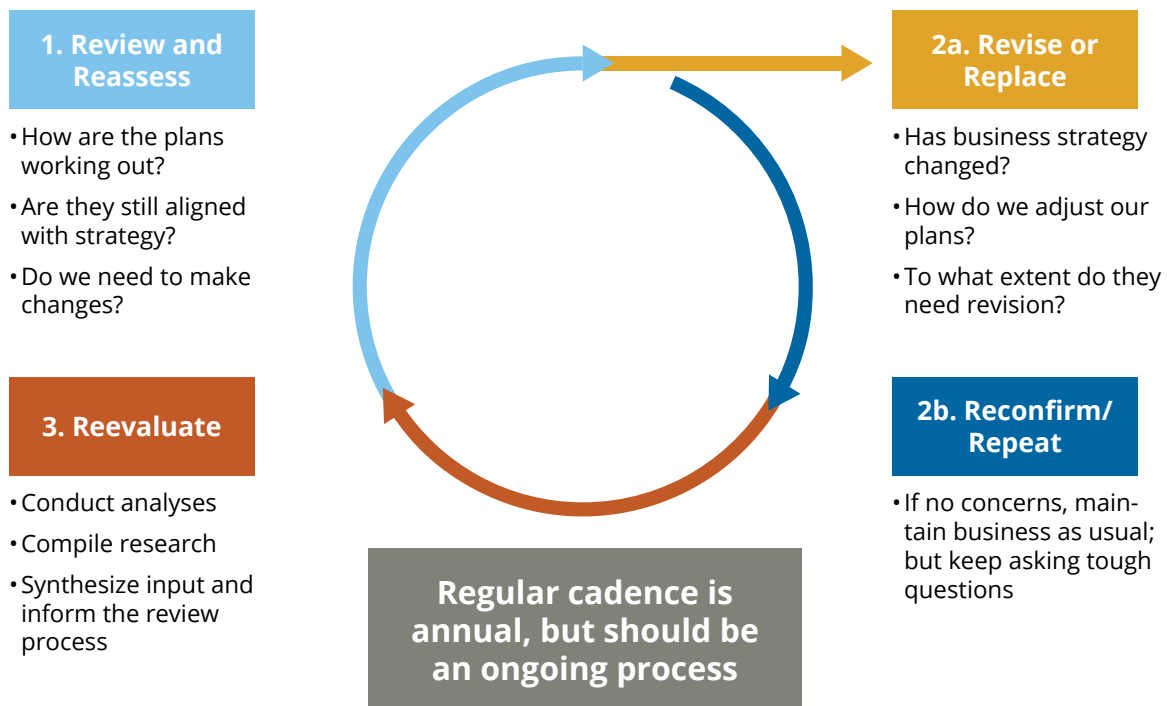 1. Review and
Reassess
• How are the plans
working out?
• Are they still aligned
with strategy?
• Do we need to make
changes?
2a. Revise or
Replace
• Has business strategy
changed?
• How do we adjust our
plans?
• To what extent do they
need revision?
3. Reevaluate
• Conduct analyses
• Compile research
• Synthesize input and
inform the review
process
2b. Reconfirm/
Repeat
• If no concerns, main-
tain business as usual;
but keep asking tough
questions
Regular cadence is
annual, but should be
an ongoing process